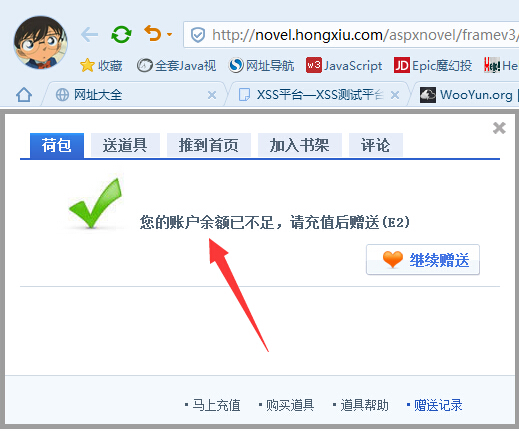 http://novel.hongxiu.com/aspxnovel/framev3/
收藏 全套Java视 网址导航 w3 JavaScript JD Epic魔幻投 Hi He
网址大全 XSS平台—XSS测试平台 WooYun.org |
荷包 送道具 推到首页 加入书架 评论
您的账户余额已不足，请充值后赠送(E2)
继续赠送
· 马上充值 · 购买道具 · 道具帮助 · 赠送记录